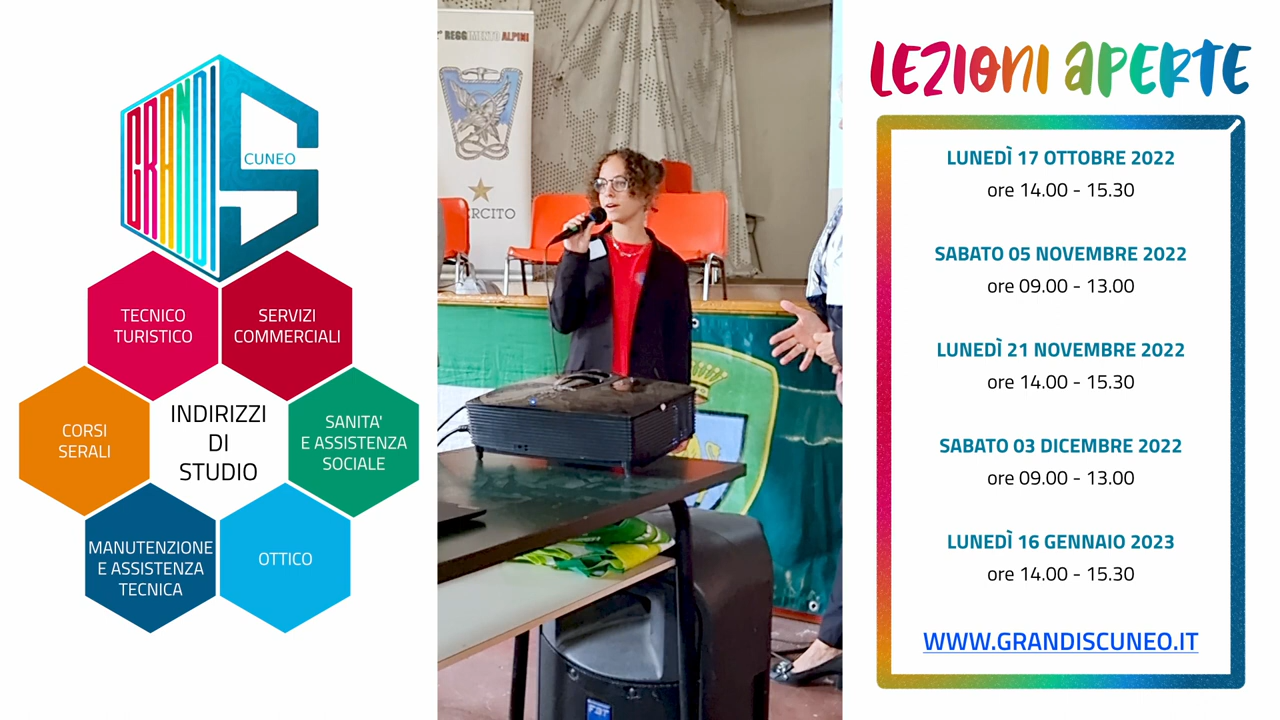 GRANDI
S
CUNEO
TECNICO
TURISTICO
SERVIZI
COMMERCIALI
CORSI
SERALI
INDIRIZZI
DI
STUDIO
SANITA'
E ASSISTENZA
SOCIALE
MANUTENZIONE
E ASSISTENZA
TECNICA
OTTICO
2° REGGIMENTO ALPINI
ERCITO
LEZIONI APERTE
LUNEDÌ 17 OTTOBRE 2022
ore 14.00 - 15.30
SABATO 05 NOVEMBRE 2022
ore 09.00 - 13.00
LUNEDÌ 21 NOVEMBRE 2022
ore 14.00 - 15.30
SABATO 03 DICEMBRE 2022
ore 09.00 - 13.00
LUNEDÌ 16 GENNAIO 2023
ore 14.00 - 15.30
WWW.GRANDISCUNEO.IT